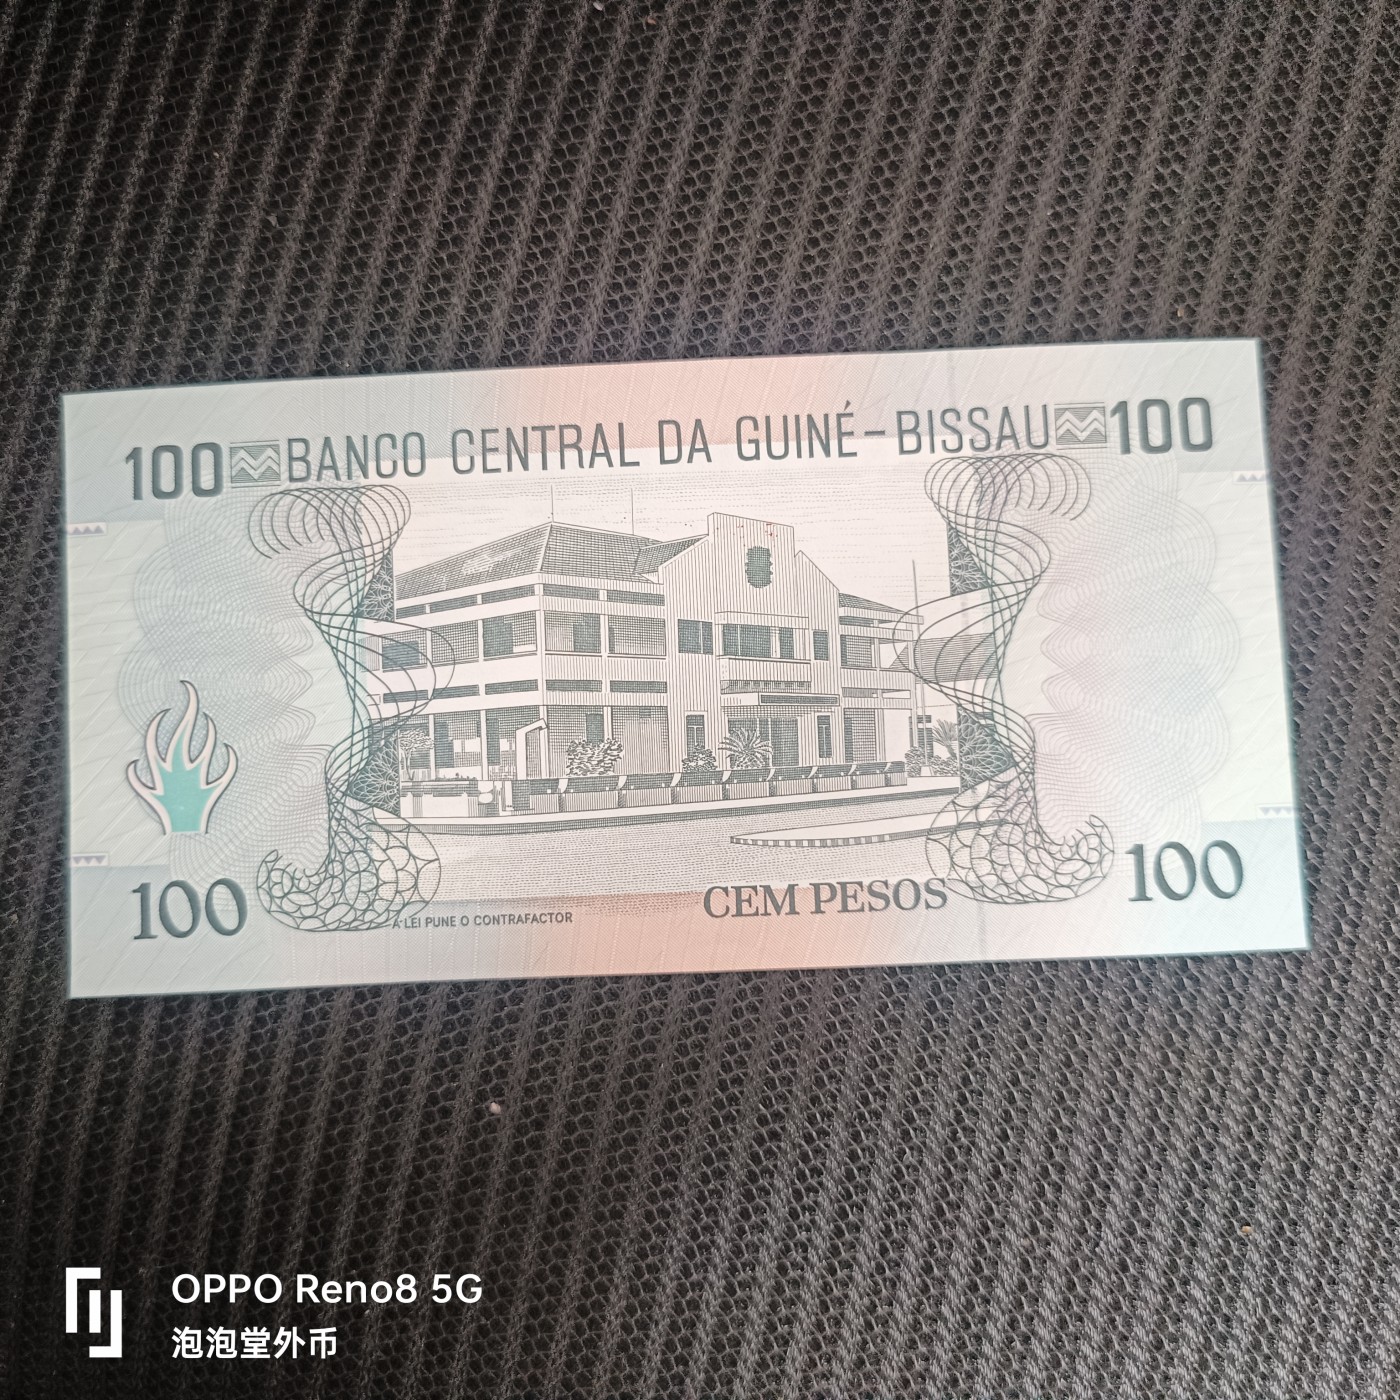 100 BANCO CENTRAL DA GUINÉ-BISSAU 100
100 A LEI PUNE O CONTRAFACTOR CEM PESOS 100
OPPO Reno8 5G
泡泡堂外币